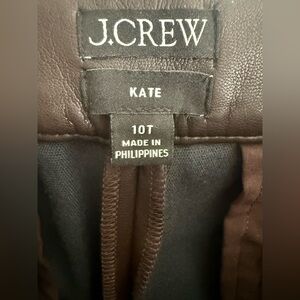 J.CREW
KATE
10T
MADE IN
PHILIPPINES